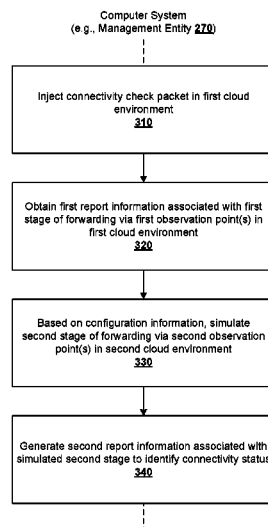 Computer System
(e.g., Management Entity 270)
Inject connectivity check packet in first cloud
environment
310
Obtain first report information associated with first
stage of forwarding via first observation point(s) in
first cloud environment
320
Based on configuration information, simulate
second stage of forwarding via second observation
point(s) in second cloud environment
330
Generate second report information associated with
simulated second stage to identify connectivity status
340